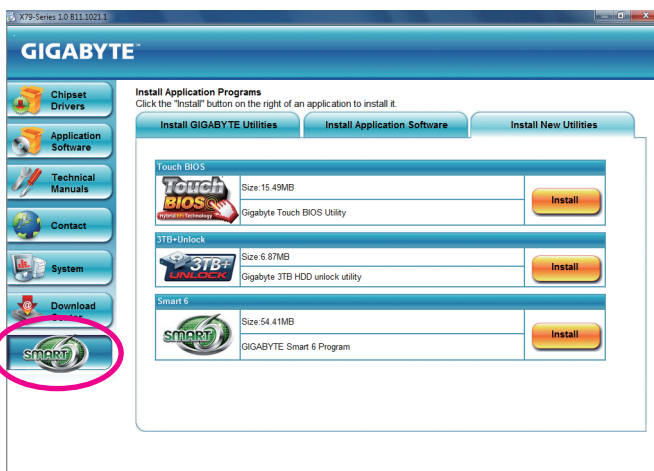 X79-Series 1.0 B11.1021.1
GIGABYTE™
Chipset
Drivers
Application
Software
Technical
Manuals
Contact
System
Download
Center
SMART6
Install Application Programs
Click the "Install" button on the right of an application to install it.
Install GIGABYTE Utilities
Install Application Software
Install New Utilities
Touch BIOS
Touch
BIOS
Hybrid EFI Technology
Size:15.49MB
Gigabyte Touch BIOS Utility
Install
3TB+Unlock
3TB+
UNLOCK
Size:6.87MB
Gigabyte 3TB HDD unlock utility
Install
Smart 6
SMART6
Size:54.41MB
GIGABYTE Smart 6 Program
Install